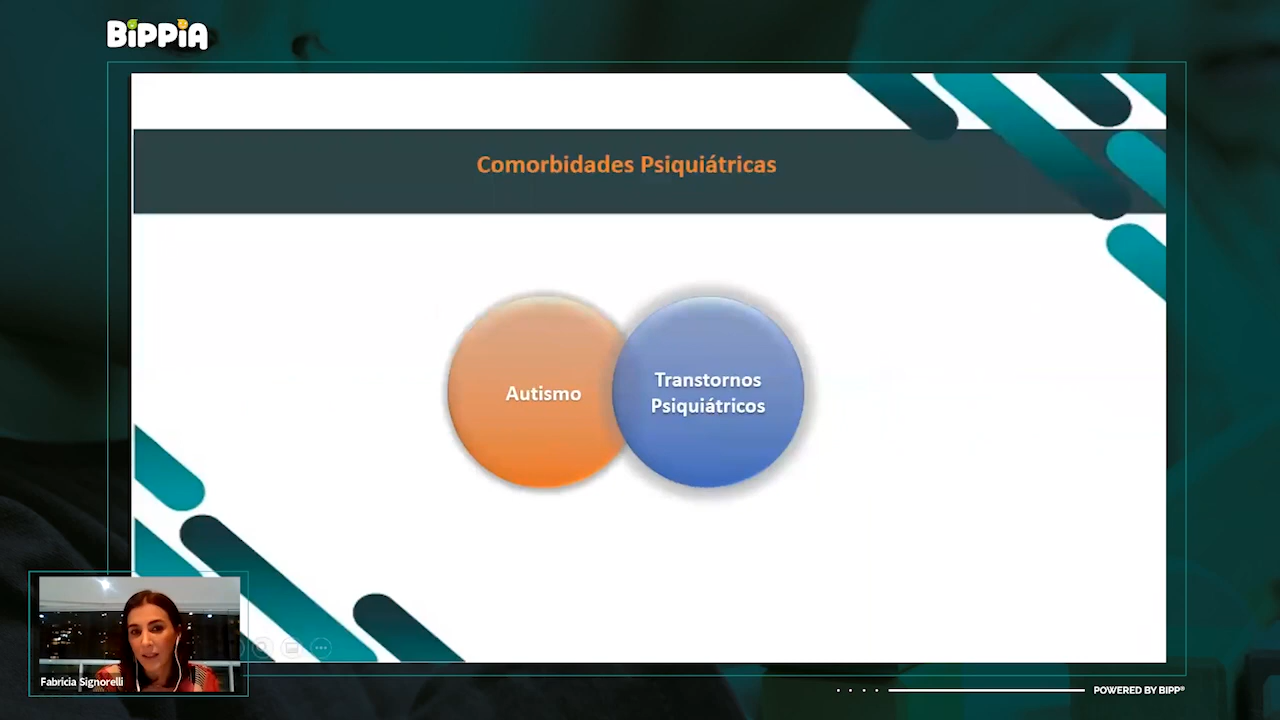 BiPPiA
Comorbidades Psiquiátricas
Autismo
Transtornos
Psiquiátricos
Fabricia Signorelli
POWERED BY BIPP®